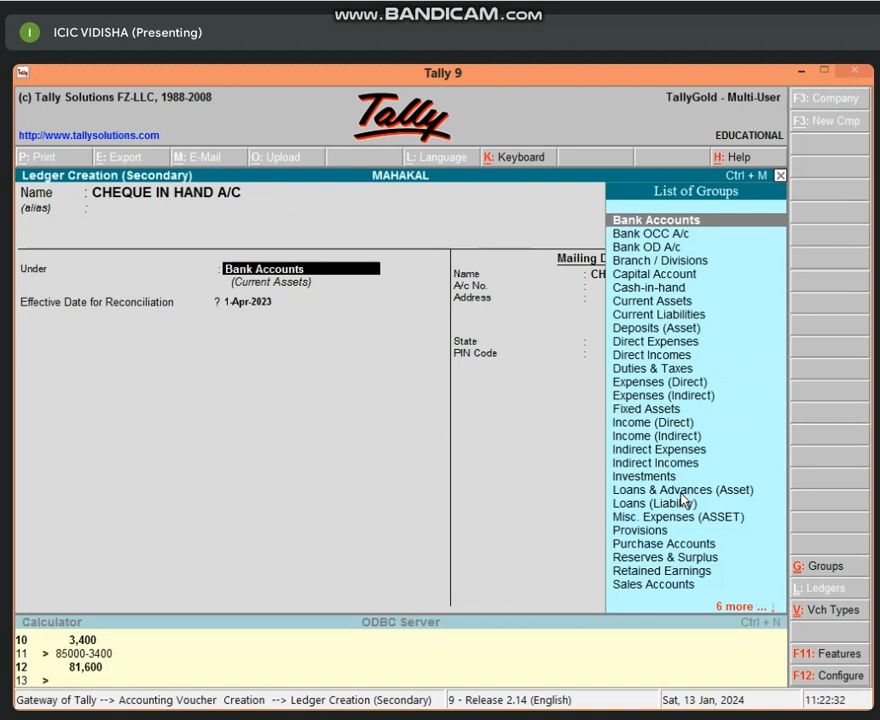 www.BANDICAM.com
I ICIC VIDISHA (Presenting)
Tally 9
(c) Tally Solutions FZ-LLC, 1988-2008
Tally
TallyGold - Multi-User
F3: Company
F3: New Cmp
http://www.tallysolutions.com
EDUCATIONAL
P: Print E: Export M: E-Mail O: Upload L: Language K: Keyboard H: Help
Ledger Creation (Secondary) MAHAKAL Ctrl + M
Name : CHEQUE IN HAND A/C
(alias) :
List of Groups
Bank Accounts
Bank OCC A/c
Bank OD A/c
Branch / Divisions
Capital Account
Cash-in-hand
Current Assets
Current Liabilities
Deposits (Asset)
Direct Expenses
Direct Incomes
Duties & Taxes
Expenses (Direct)
Expenses (Indirect)
Fixed Assets
Income (Direct)
Income (Indirect)
Indirect Expenses
Indirect Incomes
Investments
Loans & Advances (Asset)
Loans (Liability)
Misc. Expenses (ASSET)
Provisions
Purchase Accounts
Reserves & Surplus
Retained Earnings
Sales Accounts
6 more ... ↓
Under : Bank Accounts
(Current Assets)
Effective Date for Reconciliation ? 1-Apr-2023
Mailing D
Name : CH
A/c No. :
Address :
State :
PIN Code :
G: Groups
L: Ledgers
V: Vch Types
F11: Features
F12: Configure
Calculator ODBC Server Ctrl + N
10 3,400
11 > 85000-3400
12 81,600
13 >
Gateway of Tally --> Accounting Voucher Creation --> Ledger Creation (Secondary) 9 - Release 2.14 (English) Sat, 13 Jan, 2024 11:22:32